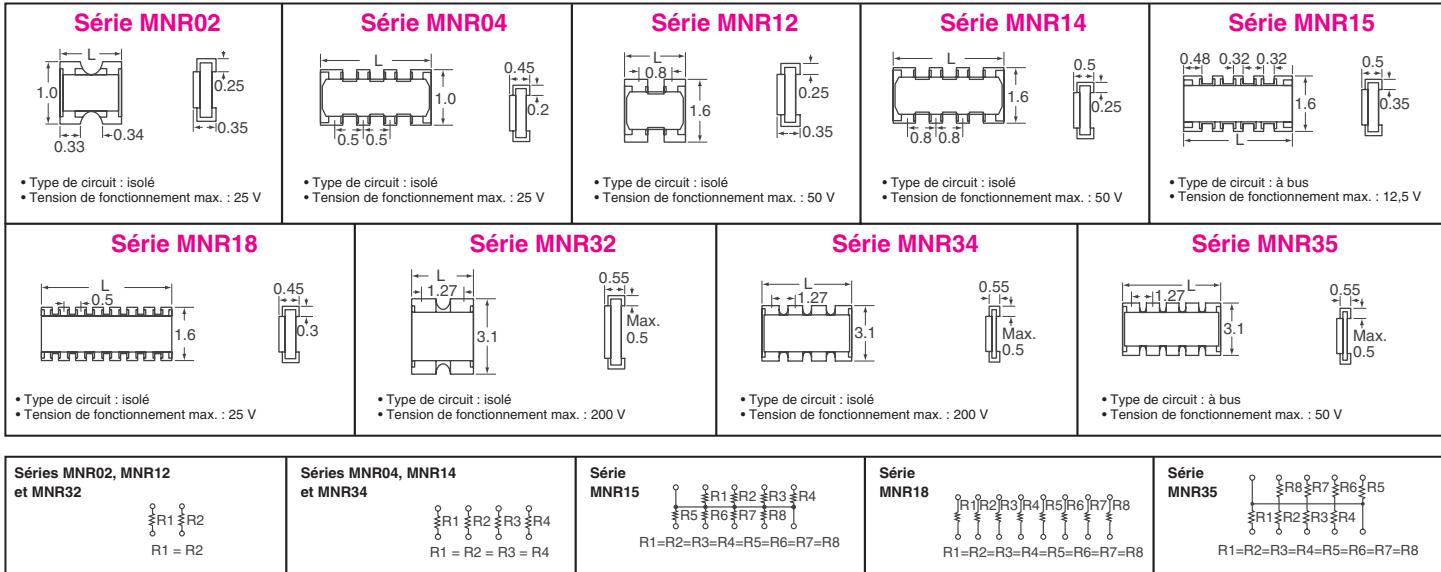 Série MNR02
L
1.0
0.33
0.34
0.25
0.35
• Type de circuit : isolé
• Tension de fonctionnement max. : 25 V
Série MNR04
L
1.0
0.5 0.5
0.45
0.2
• Type de circuit : isolé
• Tension de fonctionnement max. : 25 V
Série MNR12
L
0.8
1.6
0.25
0.35
• Type de circuit : isolé
• Tension de fonctionnement max. : 50 V
Série MNR14
L
1.6
0.8 0.8
0.5
0.25
• Type de circuit : isolé
• Tension de fonctionnement max. : 50 V
Série MNR15
0.48 0.32 0.32
1.6
L
0.5
0.35
• Type de circuit : à bus
• Tension de fonctionnement max. : 12,5 V
Série MNR18
L
0.5
1.6
0.45
0.3
• Type de circuit : isolé
• Tension de fonctionnement max. : 25 V
Série MNR32
L
1.27
3.1
0.55
Max.
0.5
• Type de circuit : isolé
• Tension de fonctionnement max. : 200 V
Série MNR34
L
1.27
3.1
0.55
Max.
0.5
• Type de circuit : isolé
• Tension de fonctionnement max. : 200 V
Série MNR35
L
1.27
3.1
0.55
Max.
0.5
• Type de circuit : à bus
• Tension de fonctionnement max. : 50 V
Séries MNR02, MNR12
et MNR32
R1 R2
R1 = R2
Séries MNR04, MNR14
et MNR34
R1 R2 R3 R4
R1 = R2 = R3 = R4
Série
MNR15
R1 R2 R3 R4
R5 R6 R7 R8
R1=R2=R3=R4=R5=R6=R7=R8
Série
MNR18
R1 R2 R3 R4 R5 R6 R7 R8
R1=R2=R3=R4=R5=R6=R7=R8
Série
MNR35
R8 R7 R6 R5
R1 R2 R3 R4
R1=R2=R3=R4=R5=R6=R7=R8